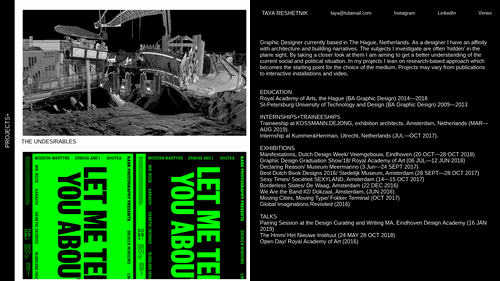 PROJECTS+
THE UNDESIRABLES
MODERN MARTYRS
MODERN MARTYRS
LET ME TE
YOU ABOU
LET ME TE
YOU ABOU
TAYA RESHETNIK
taya@tutamail.com
Instagram
LinkedIn
Vimeo
Graphic Designer currently based in The Hague, Netherlands. As a designer I have an affinity
with architecture and building narratives. The subjects I investigate are often 'hidden' in the
plane sight. By taking a closer look at them I am aiming to get a better understanding of the
current social and political situation. In my projects I lean on research-based approach which
becomes the starting point for the choice of the medium. Projects may vary from publications
to interactive installations and video.
EDUCATION
Royal Academy of Arts, the Hague (BA Graphic Design) 2014—2018
St-Petersburg University of Technology and Design (BA Graphic Design) 2009—2013
INTERNSHIPS+TRAINEESHIPS
Traineeship at KOSSMANN.DEJONG, exhibition architects. Amsterdam, Netherlands (MAR—
AUG 2019).
Internship at Kummer&Herrman. Utrecht, Netherlands (JUL—OCT 2017).
EXHIBITIONS
Manifestations, Dutch Design Week/ Veemgebouw, Eindhoven (20 OCT—28 OCT 2018)
Graphic Design Graduation Show'18/ Royal Academy of Art (06 JUL—12 JUN 2018)
Declaring Reason/ Museum Meermanno (3 Jun—24 SEPT 2017)
Best Dutch Book Designs 2016/ Stedelijk Museum, Amsterdam (28 SEPT—28 OCT 2017)
Sexy Times/ Societeit SEXYLAND, Amsterdam (14—15 OCT 2017)
Borderless States/ De Waag, Amsterdam (22 DEC 2016)
We Are the Band #2/ Dokzaal, Amsterdam, (JUN 2016)
Moving Cities, Moving Type/ Fokker Terminal (OCT 2017)
Global Imaginations Revisited (2016)
TALKS
Pairing Session at the Design Curating and Writing MA, Eindhoven Design Academy (16 JAN
2019)
The Hmm/ Het Nieuwe Instituut (24 MAY 28 OCT 2018)
Open Day/ Royal Academy of Art (2016)